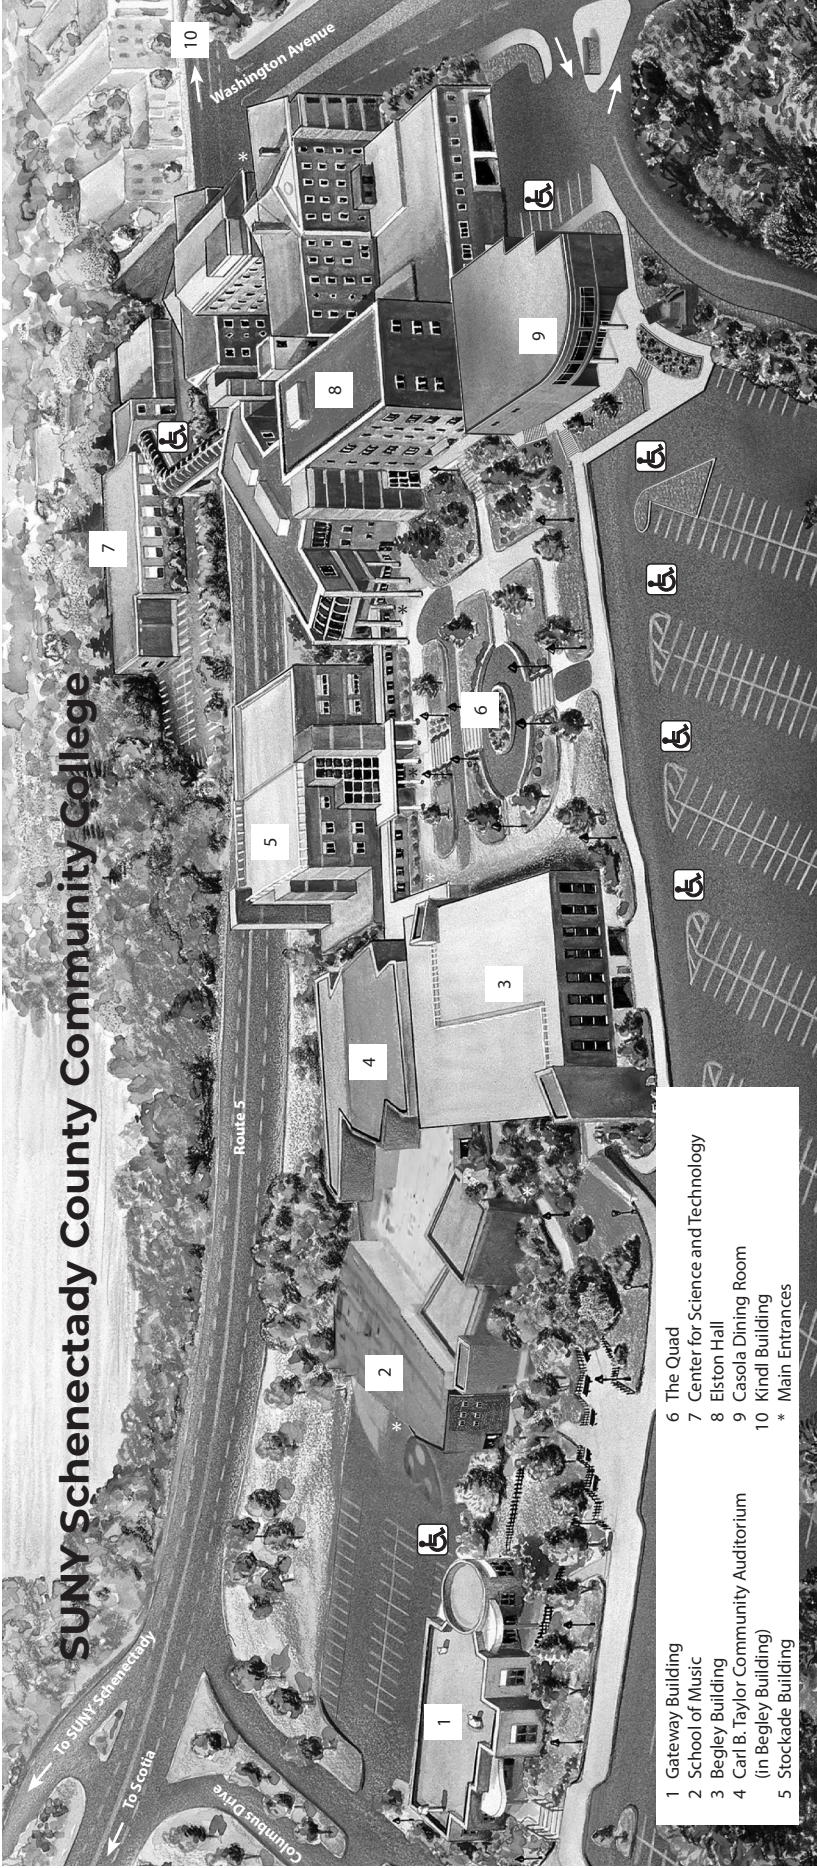 SUNY Schenectady County Community College
To SUNY Schenectady
To Scotia
Columbus Drive
Route 5
Washington Avenue
1
2
3
4
5
6
7
8
9
10
*
*
*
*
*
*
*
1 Gateway Building
2 School of Music
3 Begley Building
4 Carl B. Taylor Community Auditorium
(in Begley Building)
5 Stockade Building
6 The Quad
7 Center for Science and Technology
8 Elston Hall
9 Casola Dining Room
10 Kindl Building
* Main Entrances